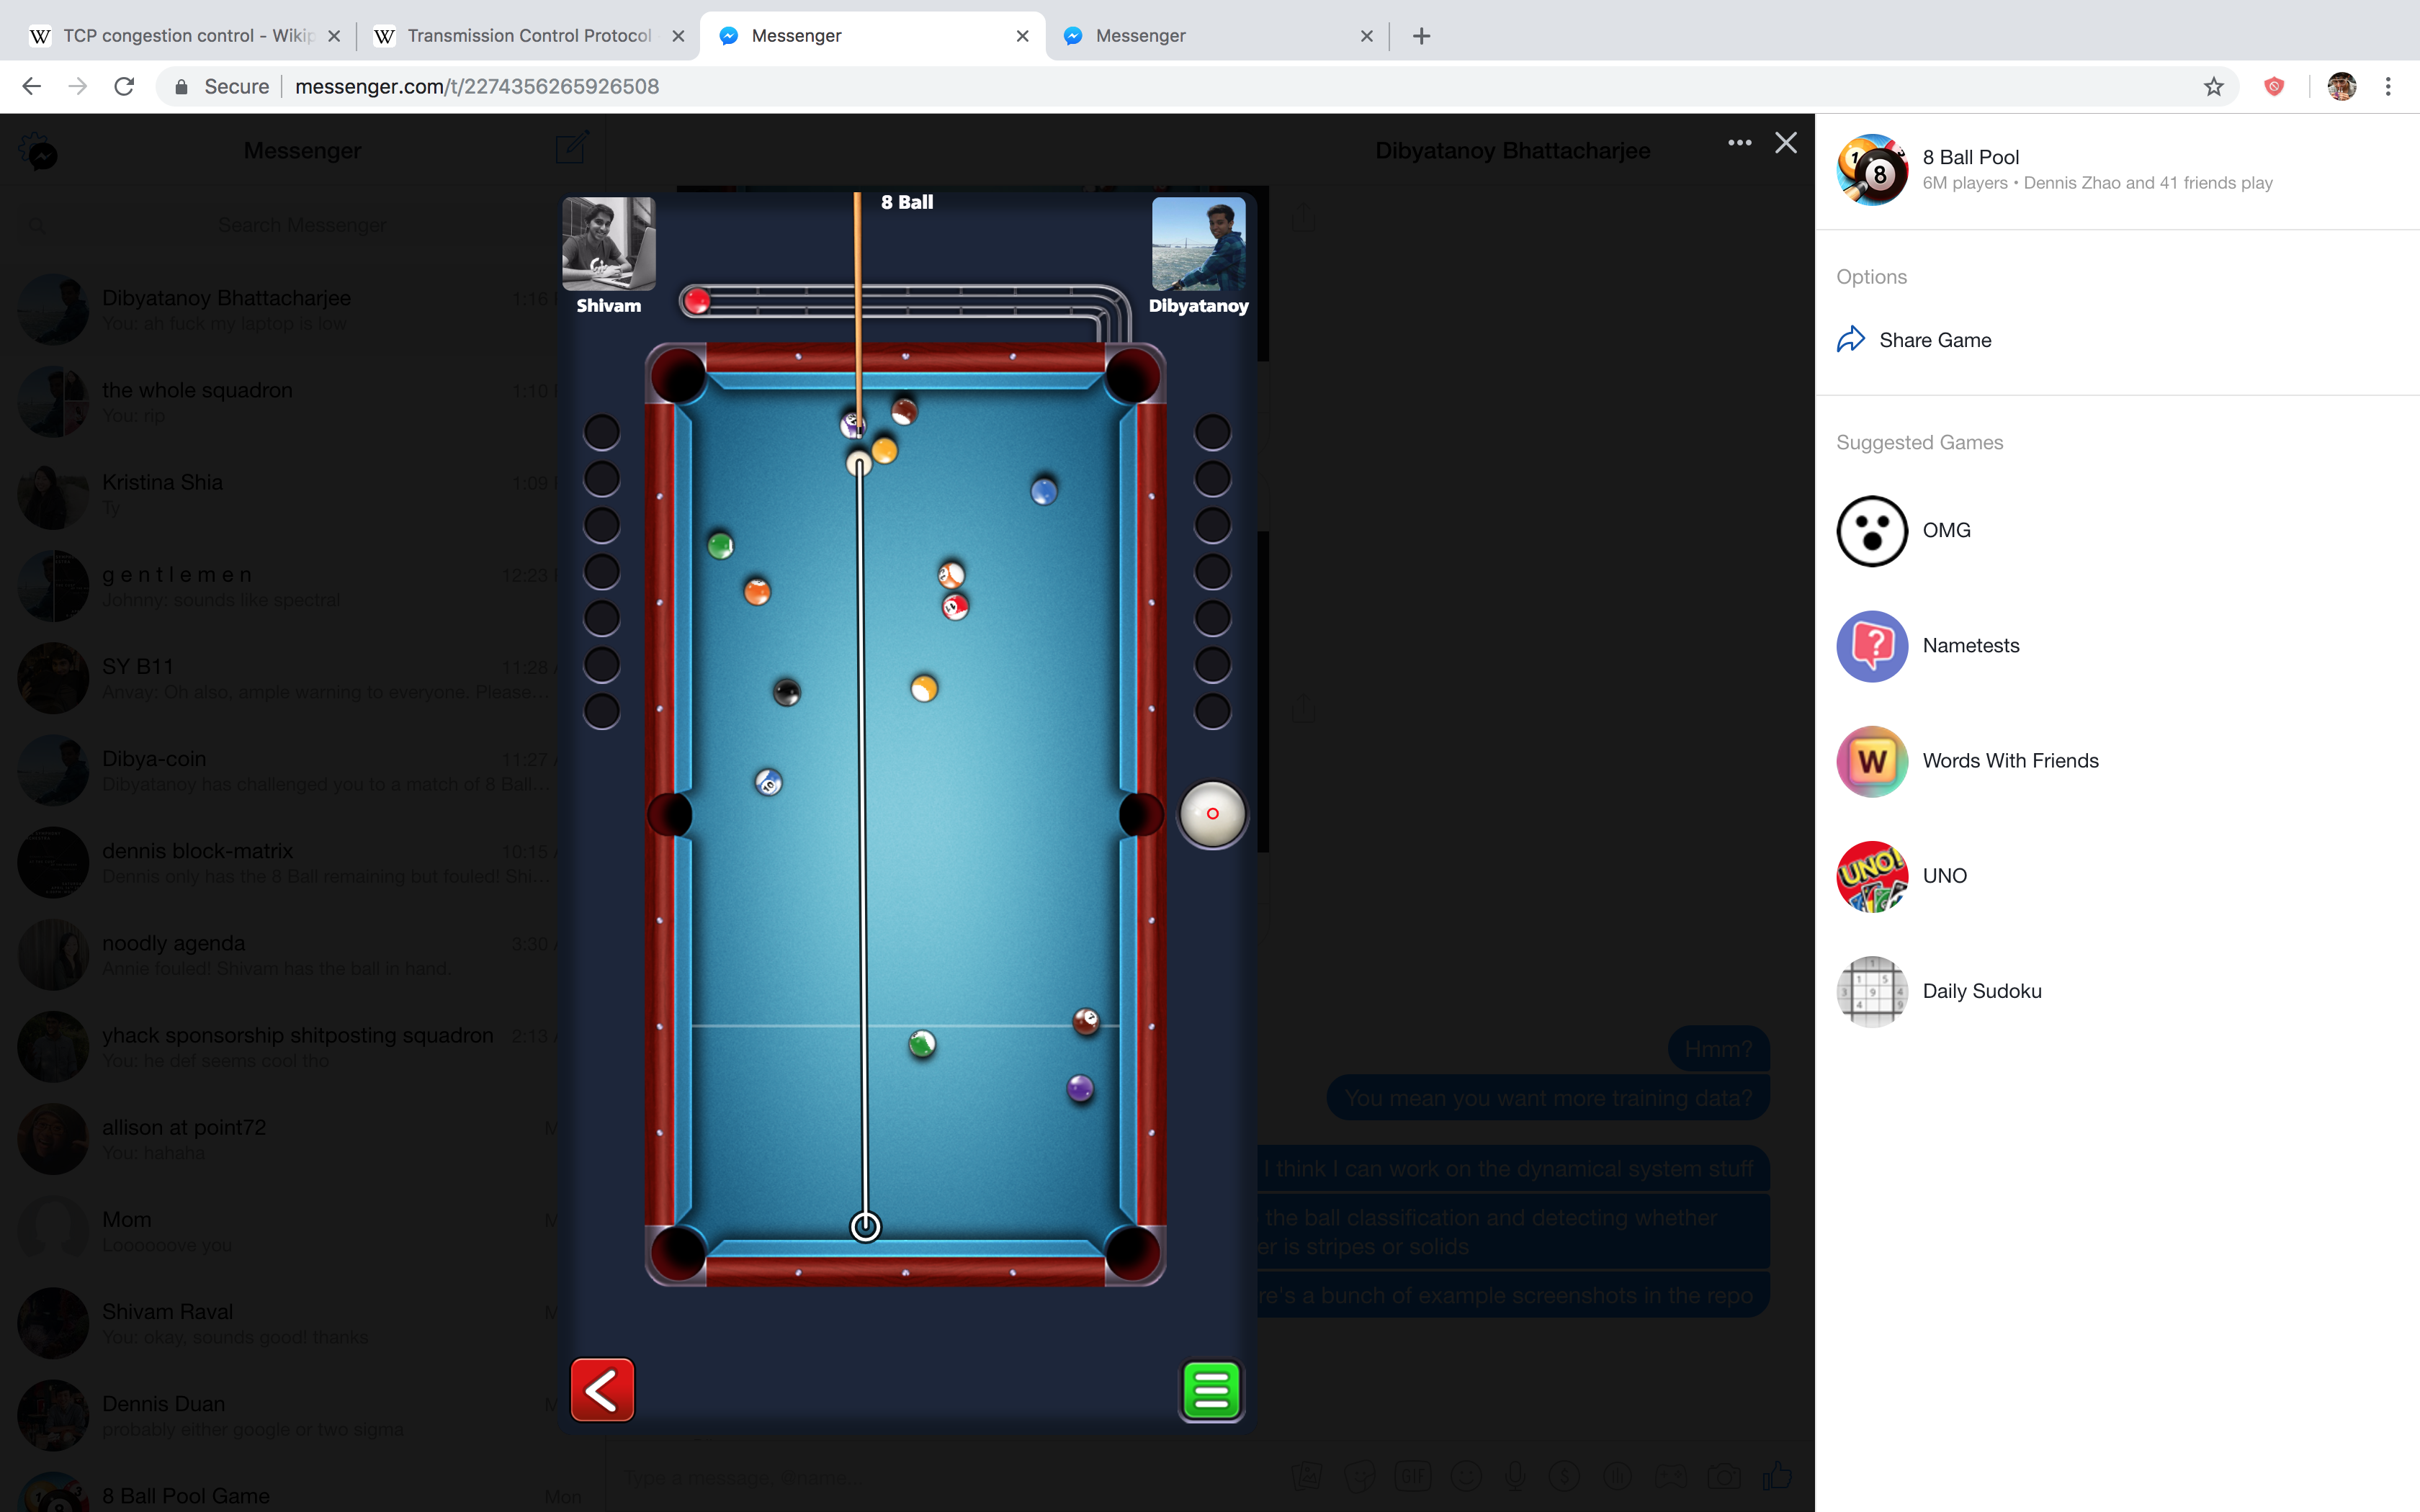 TCP congestion control - Wikip
Transmission Control Protocol
Messenger
Messenger
Secure
messenger.com/t/2274356265926508
Messenger
Search Messenger
Dibyatanoy Bhattacharjee
1:16
You: ah fuck my laptop is low
the whole squadron
1:10
You: rip
Kristina Shia
1:09
Ty
g e n t l e m e n
12:23
Johnny: sounds like spectral
SY B11
11:28
Anvay: Oh also, ample warning to everyone. Please...
Dibya-coin
11:27
Dibyatanoy has challenged you to a match of 8 Ball...
dennis block-matrix
10:15
Dennis only has the 8 Ball remaining but fouled! Shi...
noodly agenda
3:30
Annie fouled! Shivam has the ball in hand.
yhack sponsorship shitposting squadron
2:13
You: he def seems cool tho
allison at point72
M
You: hahaha
Mom
M
Loooooove you
Shivam Raval
M
You: okay, sounds good! thanks
Dennis Duan
M
probably either google or two sigma
8 Ball Pool Game
Mon
Dibyatanoy Bhattacharjee
8 Ball
Shivam
Dibyatanoy
11
10
Hmm?
You mean you want more training data?
I think I can work on the dynamical system stuff
the ball classification and detecting whether
er is stripes or solids
re's a bunch of example screenshots in the repo
Type a message, @name...
GIF
8 Ball Pool
6M players • Dennis Zhao and 41 friends play
Options
Share Game
Suggested Games
OMG
Nametests
W
Words With Friends
UNO!
UNO
Daily Sudoku